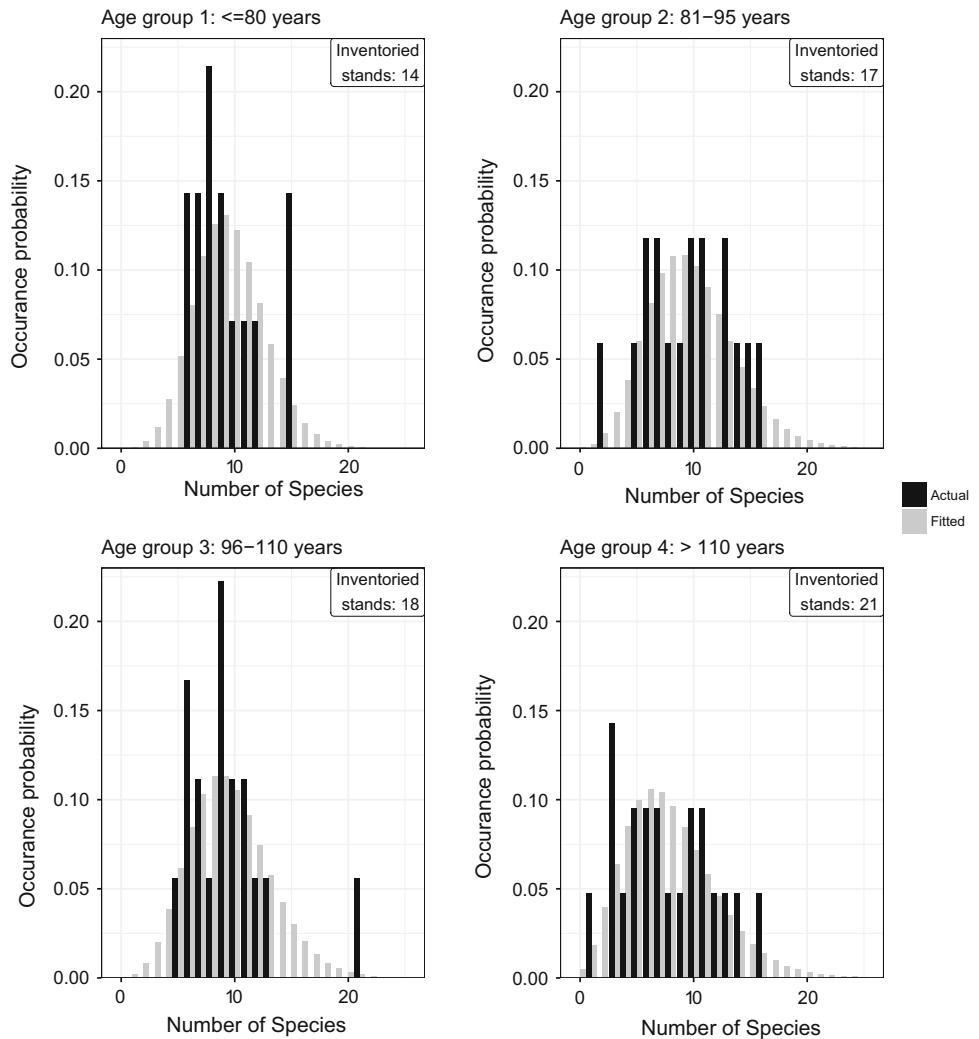 Age group 1: <=80 years
Inventoried
stands: 14
0.20
0.15
0.10
0.05
0.00
Occurance probability
0
10
20
Number of Species
Age group 2: 81−95 years
Inventoried
stands: 17
0.20
0.15
0.10
0.05
0.00
Occurance probability
0
10
20
Number of Species
Actual
Fitted
Age group 3: 96−110 years
Inventoried
stands: 18
0.20
0.15
0.10
0.05
0.00
Occurance probability
0
10
20
Number of Species
Age group 4: > 110 years
Inventoried
stands: 21
0.20
0.15
0.10
0.05
0.00
Occurance probability
0
10
20
Number of Species